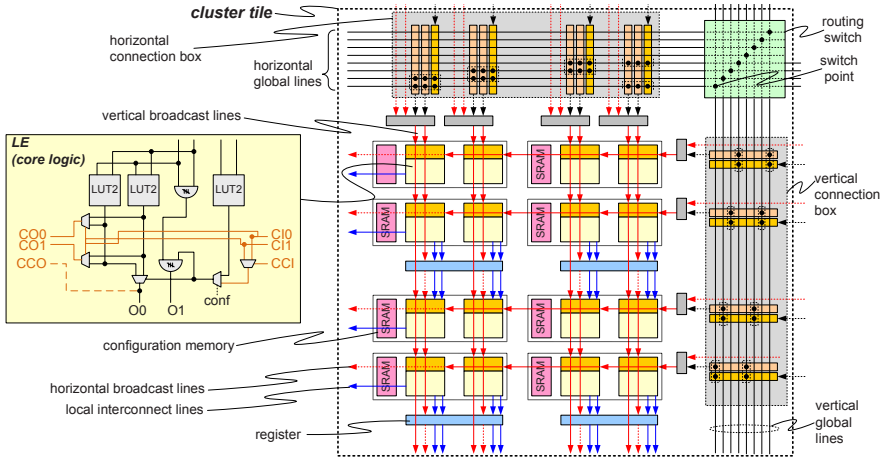 cluster tile
horizontal
connection box
horizontal
global lines
routing
switch
switch
point
vertical broadcast lines
LE
(core logic)
LUT2
LUT2
LUT2
CO0
CO1
CCO
CI0
CI1
CCI
conf
O0
O1
SRAM
SRAM
SRAM
SRAM
SRAM
SRAM
SRAM
SRAM
vertical
connection
box
configuration memory
horizontal broadcast lines
local interconnect lines
register
vertical
global
lines